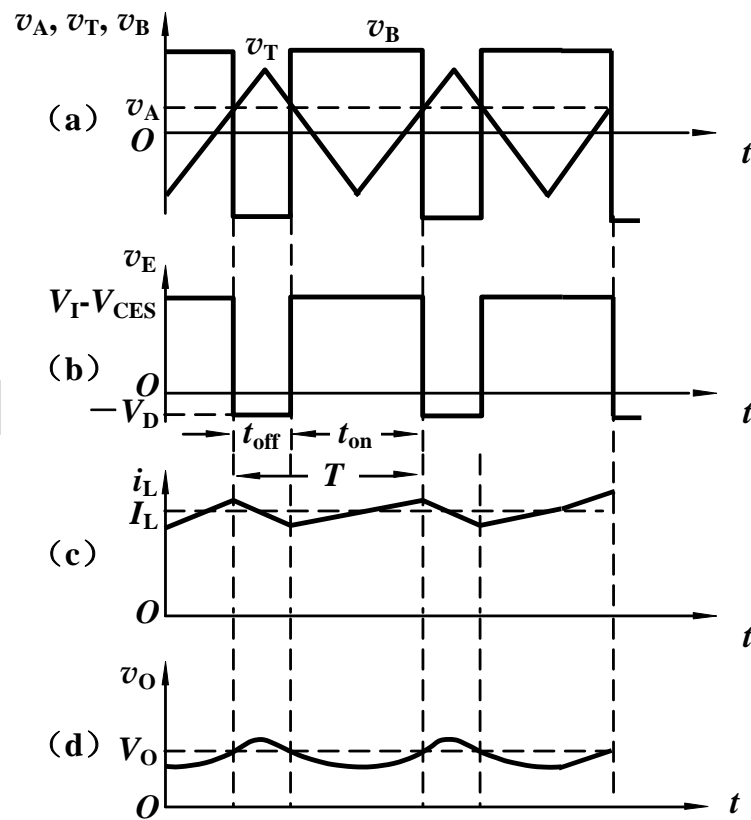 vA, vT, vB
vT
vB
(a)
vA
O
t
vE
VI-VCES
(b)
O
t
−VD
toff
ton
T
iL
IL
(c)
O
t
vO
(d)
VO
O
t